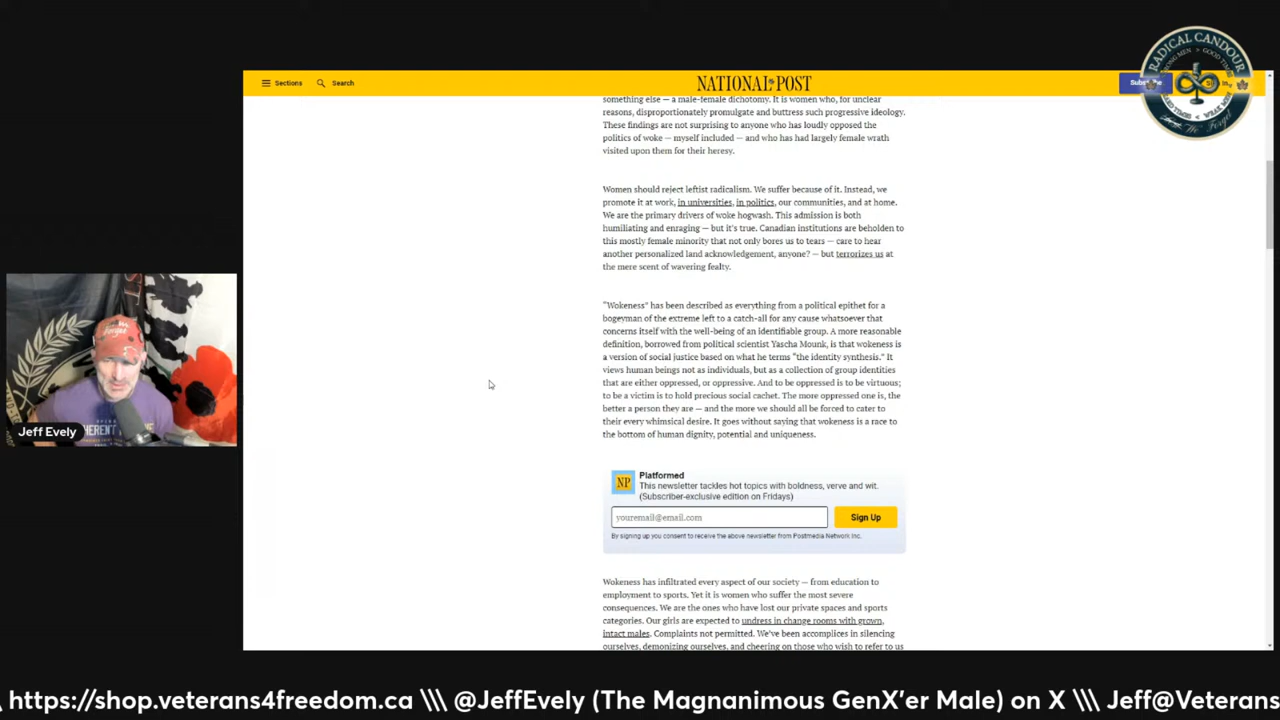 Sections
Search
NATIONAL POST
RADICAL CANDOUR
something else — a male-female dichotomy. It is women who, for unclear
reasons, disproportionately promulgate and buttress such progressive ideology.
These findings are not surprising to anyone who has loudly opposed the
politics of woke — myself included — and who has had largely female wrath
visited upon them for their heresy.
Women should reject leftist radicalism. We suffer because of it. Instead, we
promote it at work, in universities, in politics, our communities, and at home.
We are the primary drivers of woke hogwash. This admission is both
humiliating and enraging — but it's true. Canadian institutions are beholden to
this mostly female minority that not only bores us to tears — care to hear
another personalized land acknowledgement, anyone? — but terrorizes us at
the mere scent of wavering fealty.
"Wokeness" has been described as everything from a political epithet for a
bogeyman of the extreme left to a catch-all for any cause whatsoever that
concerns itself with the well-being of an identifiable group. A more reasonable
definition, borrowed from political scientist Yascha Mounk, is that wokeness is
a version of social justice based on what he terms "the identity synthesis." It
views human beings not as individuals, but as a collection of group identities
that are either oppressed, or oppressive. And to be oppressed is to be virtuous;
to be a victim is to hold precious social cachet. The more oppressed one is, the
better a person they are — and the more we should all be forced to cater to
their every whimsical desire. It goes without saying that wokeness is a race to
the bottom of human dignity, potential and uniqueness.
Jeff Evely
NP
Platformed
This newsletter tackles hot topics with boldness, verve and wit.
(Subscriber-exclusive edition on Fridays)
youremail@email.com
Sign Up
By signing up you consent to receive the above newsletter from Postmedia Network Inc.
Wokeness has infiltrated every aspect of our society — from education to
employment to sports. Yet it is women who suffer the most severe
consequences. We are the ones who have lost our private spaces and sports
categories. Our girls are expected to undress in change rooms with grown,
intact males. Complaints not permitted. We've been accomplices in silencing
ourselves, demonizing ourselves, and cheering on those who wish to refer to us
\ https://shop.veterans4freedom.ca \\\ @JeffEvely (The Magnanimous GenX'er Male) on X \\\ Jeff@Veterans